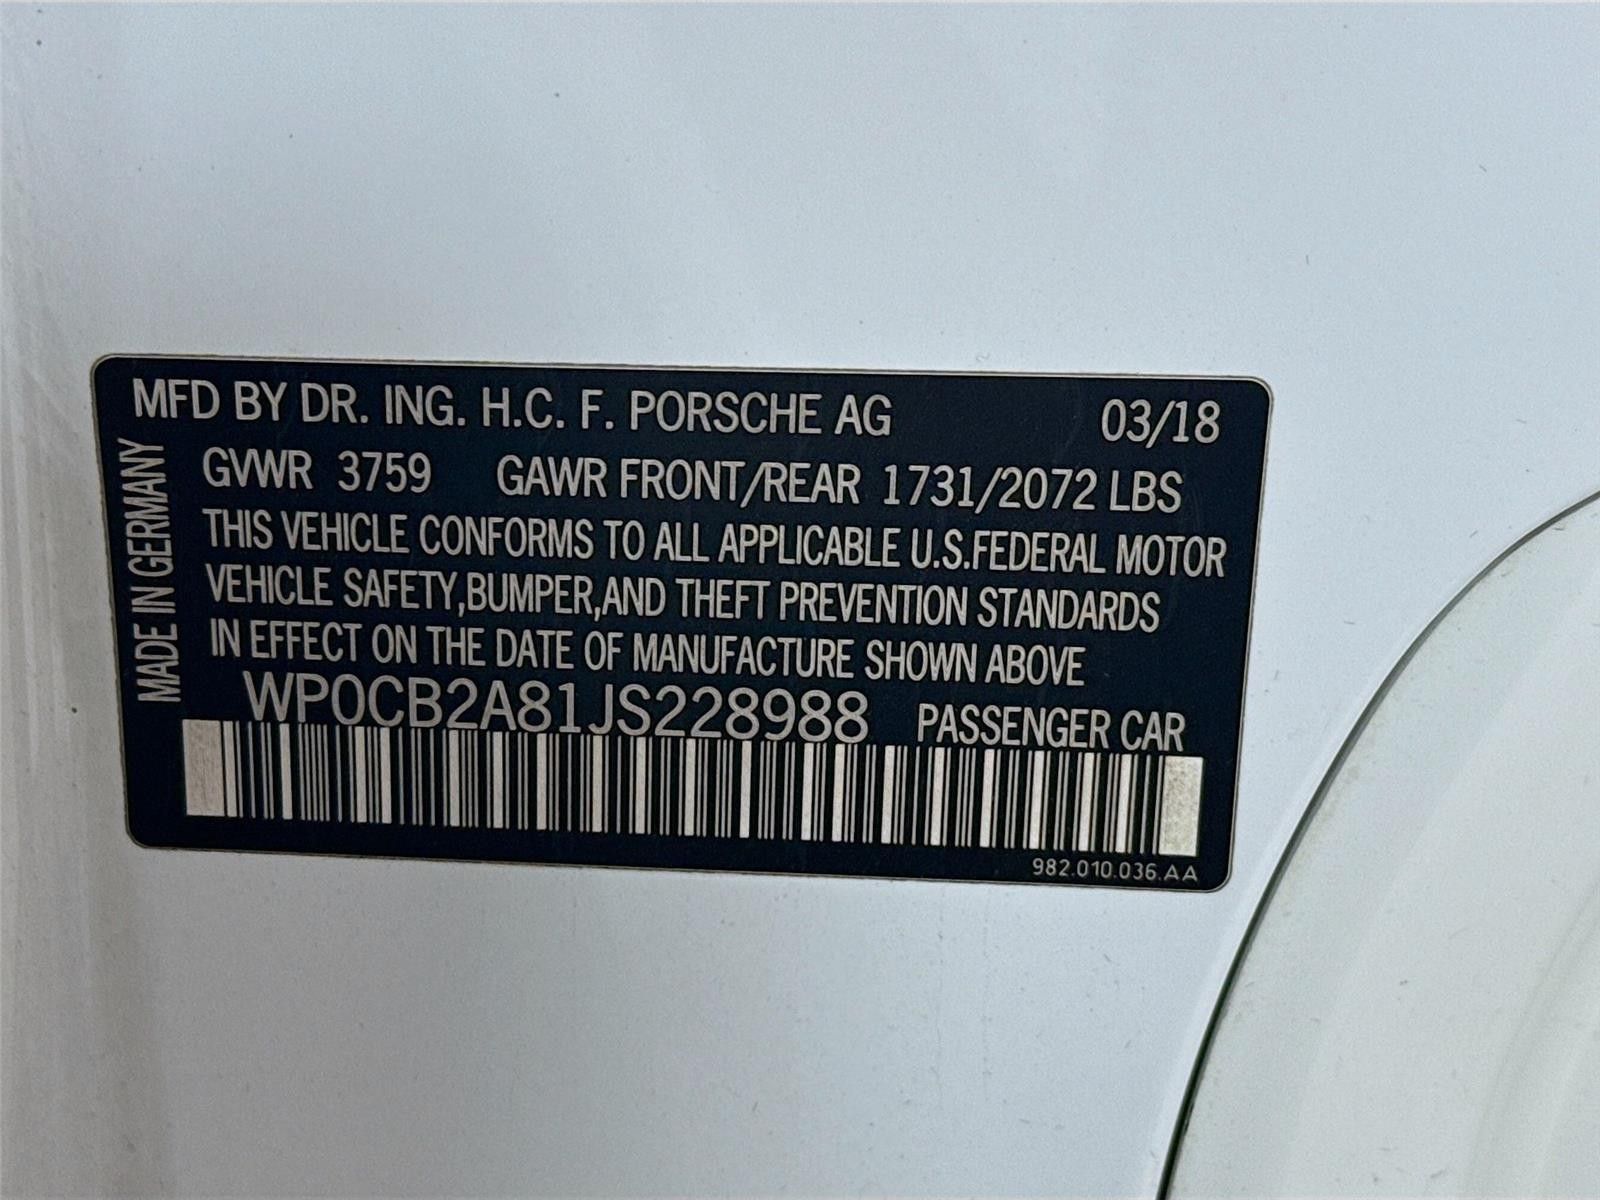 MFD BY DR. ING. H.C. F. PORSCHE AG 03/18
MADE IN GERMANY
GVWR 3759 GAWR FRONT/REAR 1731/2072 LBS
THIS VEHICLE CONFORMS TO ALL APPLICABLE U.S.FEDERAL MOTOR
VEHICLE SAFETY,BUMPER,AND THEFT PREVENTION STANDARDS
IN EFFECT ON THE DATE OF MANUFACTURE SHOWN ABOVE
WP0CB2A81JS228988 PASSENGER CAR
982.010.036.AA